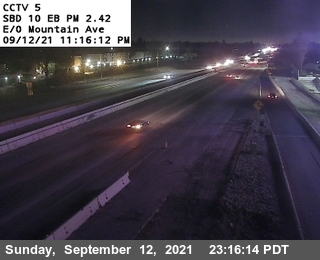 CCTV 5
SBD 10 EB PM 2.42
E/O Mountain Ave
09/12/21 11:16:12 PM
Sunday, September 12, 2021 23:16:14 PDT